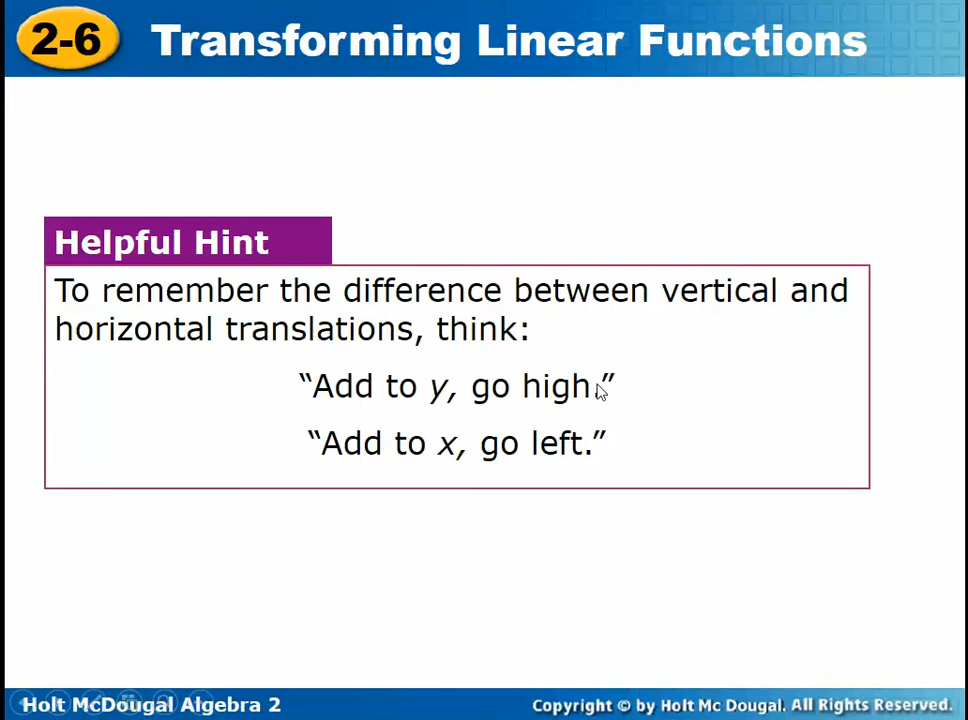 2-6 Transforming Linear Functions
Helpful Hint
To remember the difference between vertical and
horizontal translations, think:
“Add to y, go high.”
“Add to x, go left.”
Holt McDougal Algebra 2
Copyright © by Holt Mc Dougal. All Rights Reserved.